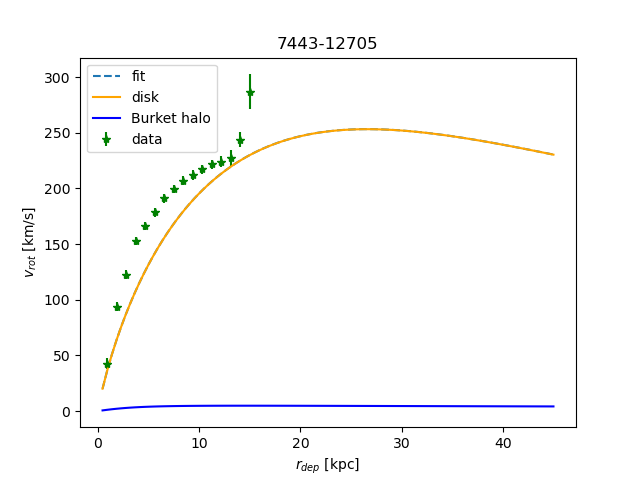 7443-12705
fit
disk
Burket halo
data
300
250
200
150
100
50
0
v_rot [km/s]
0 10 20 30 40
r_dep [kpc]